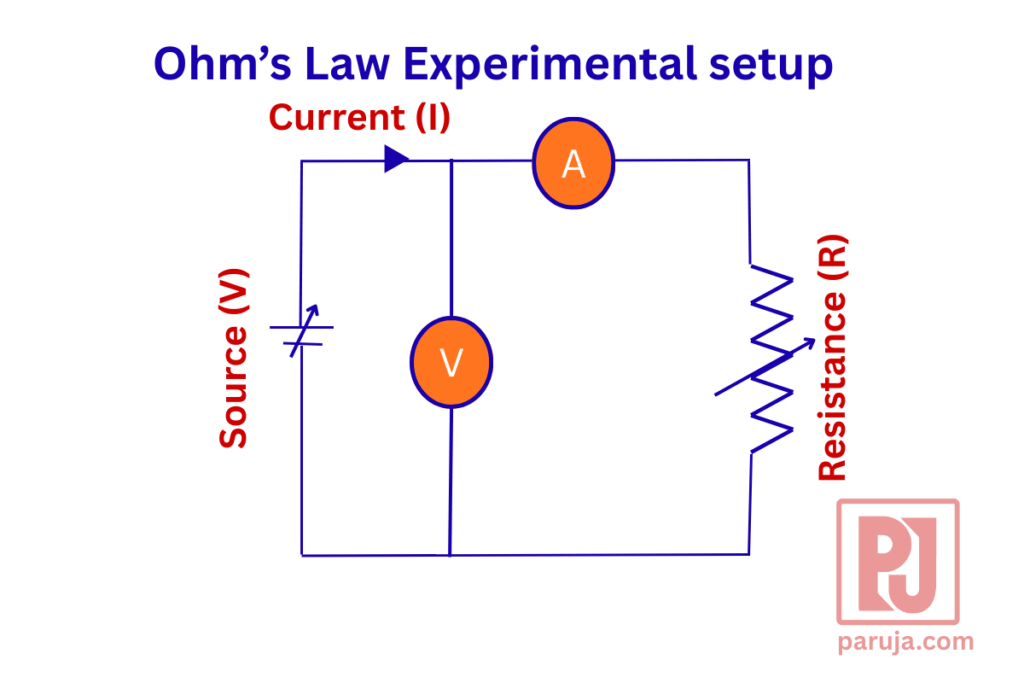 Ohm's Law Experimental setup
Current (I)
A
Source (V)
V
Resistance (R)
PJ
paruja.com